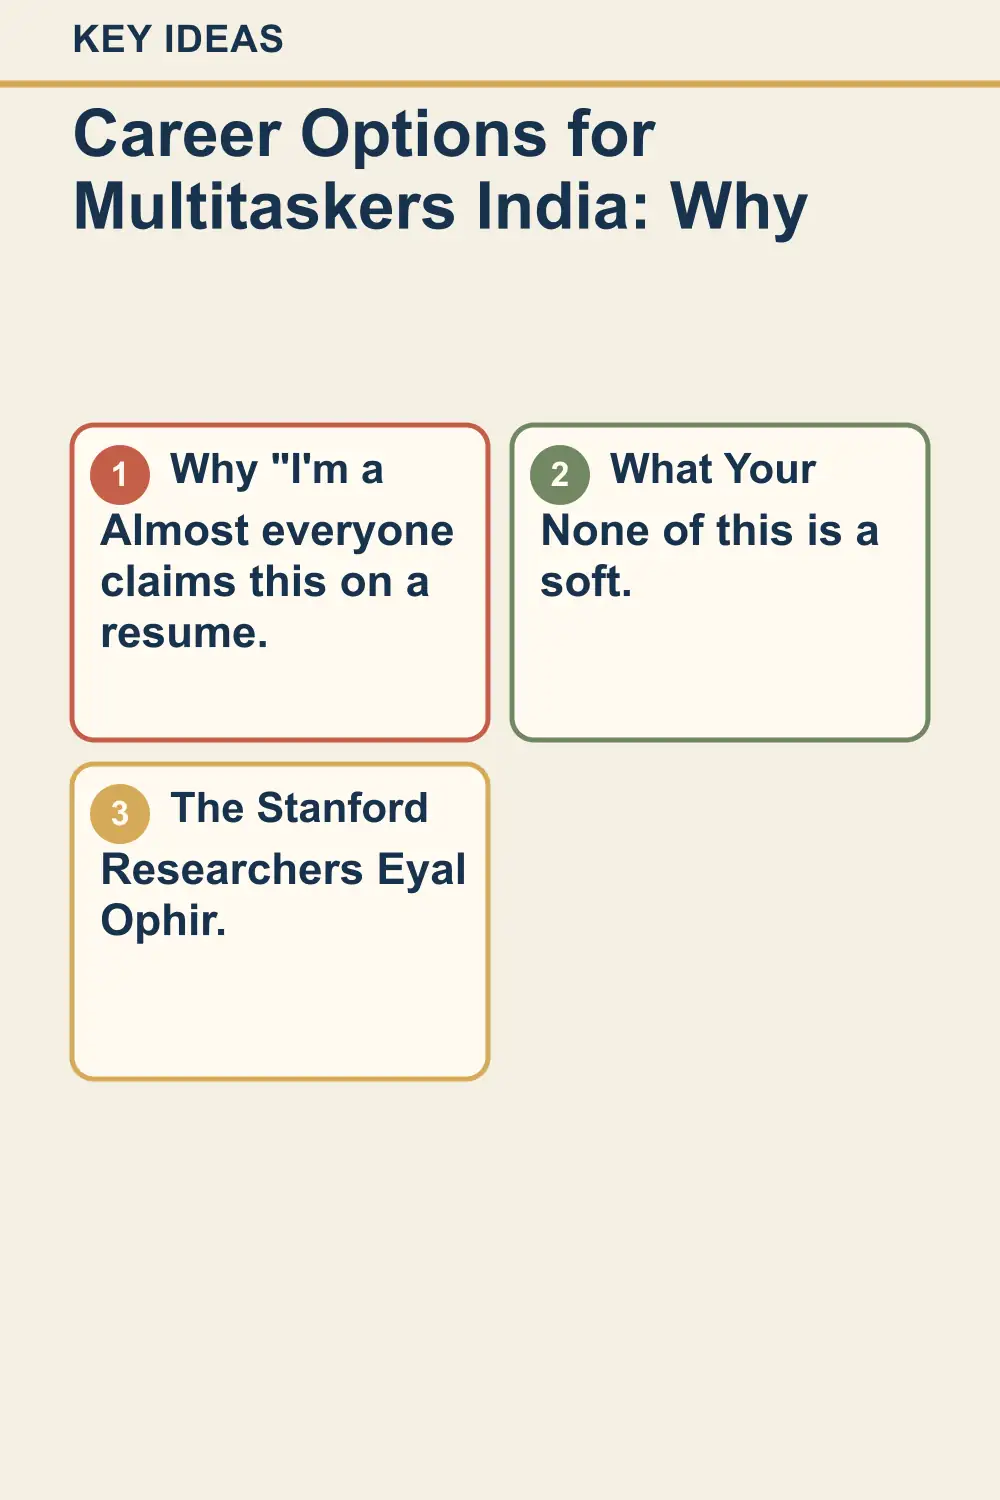 KEY IDEAS
Career Options for
Multitaskers India: Why
1 Why "I'm a
Almost everyone
claims this on a
resume.
2 What Your
None of this is a
soft.
3 The Stanford
Researchers Eyal
Ophir.